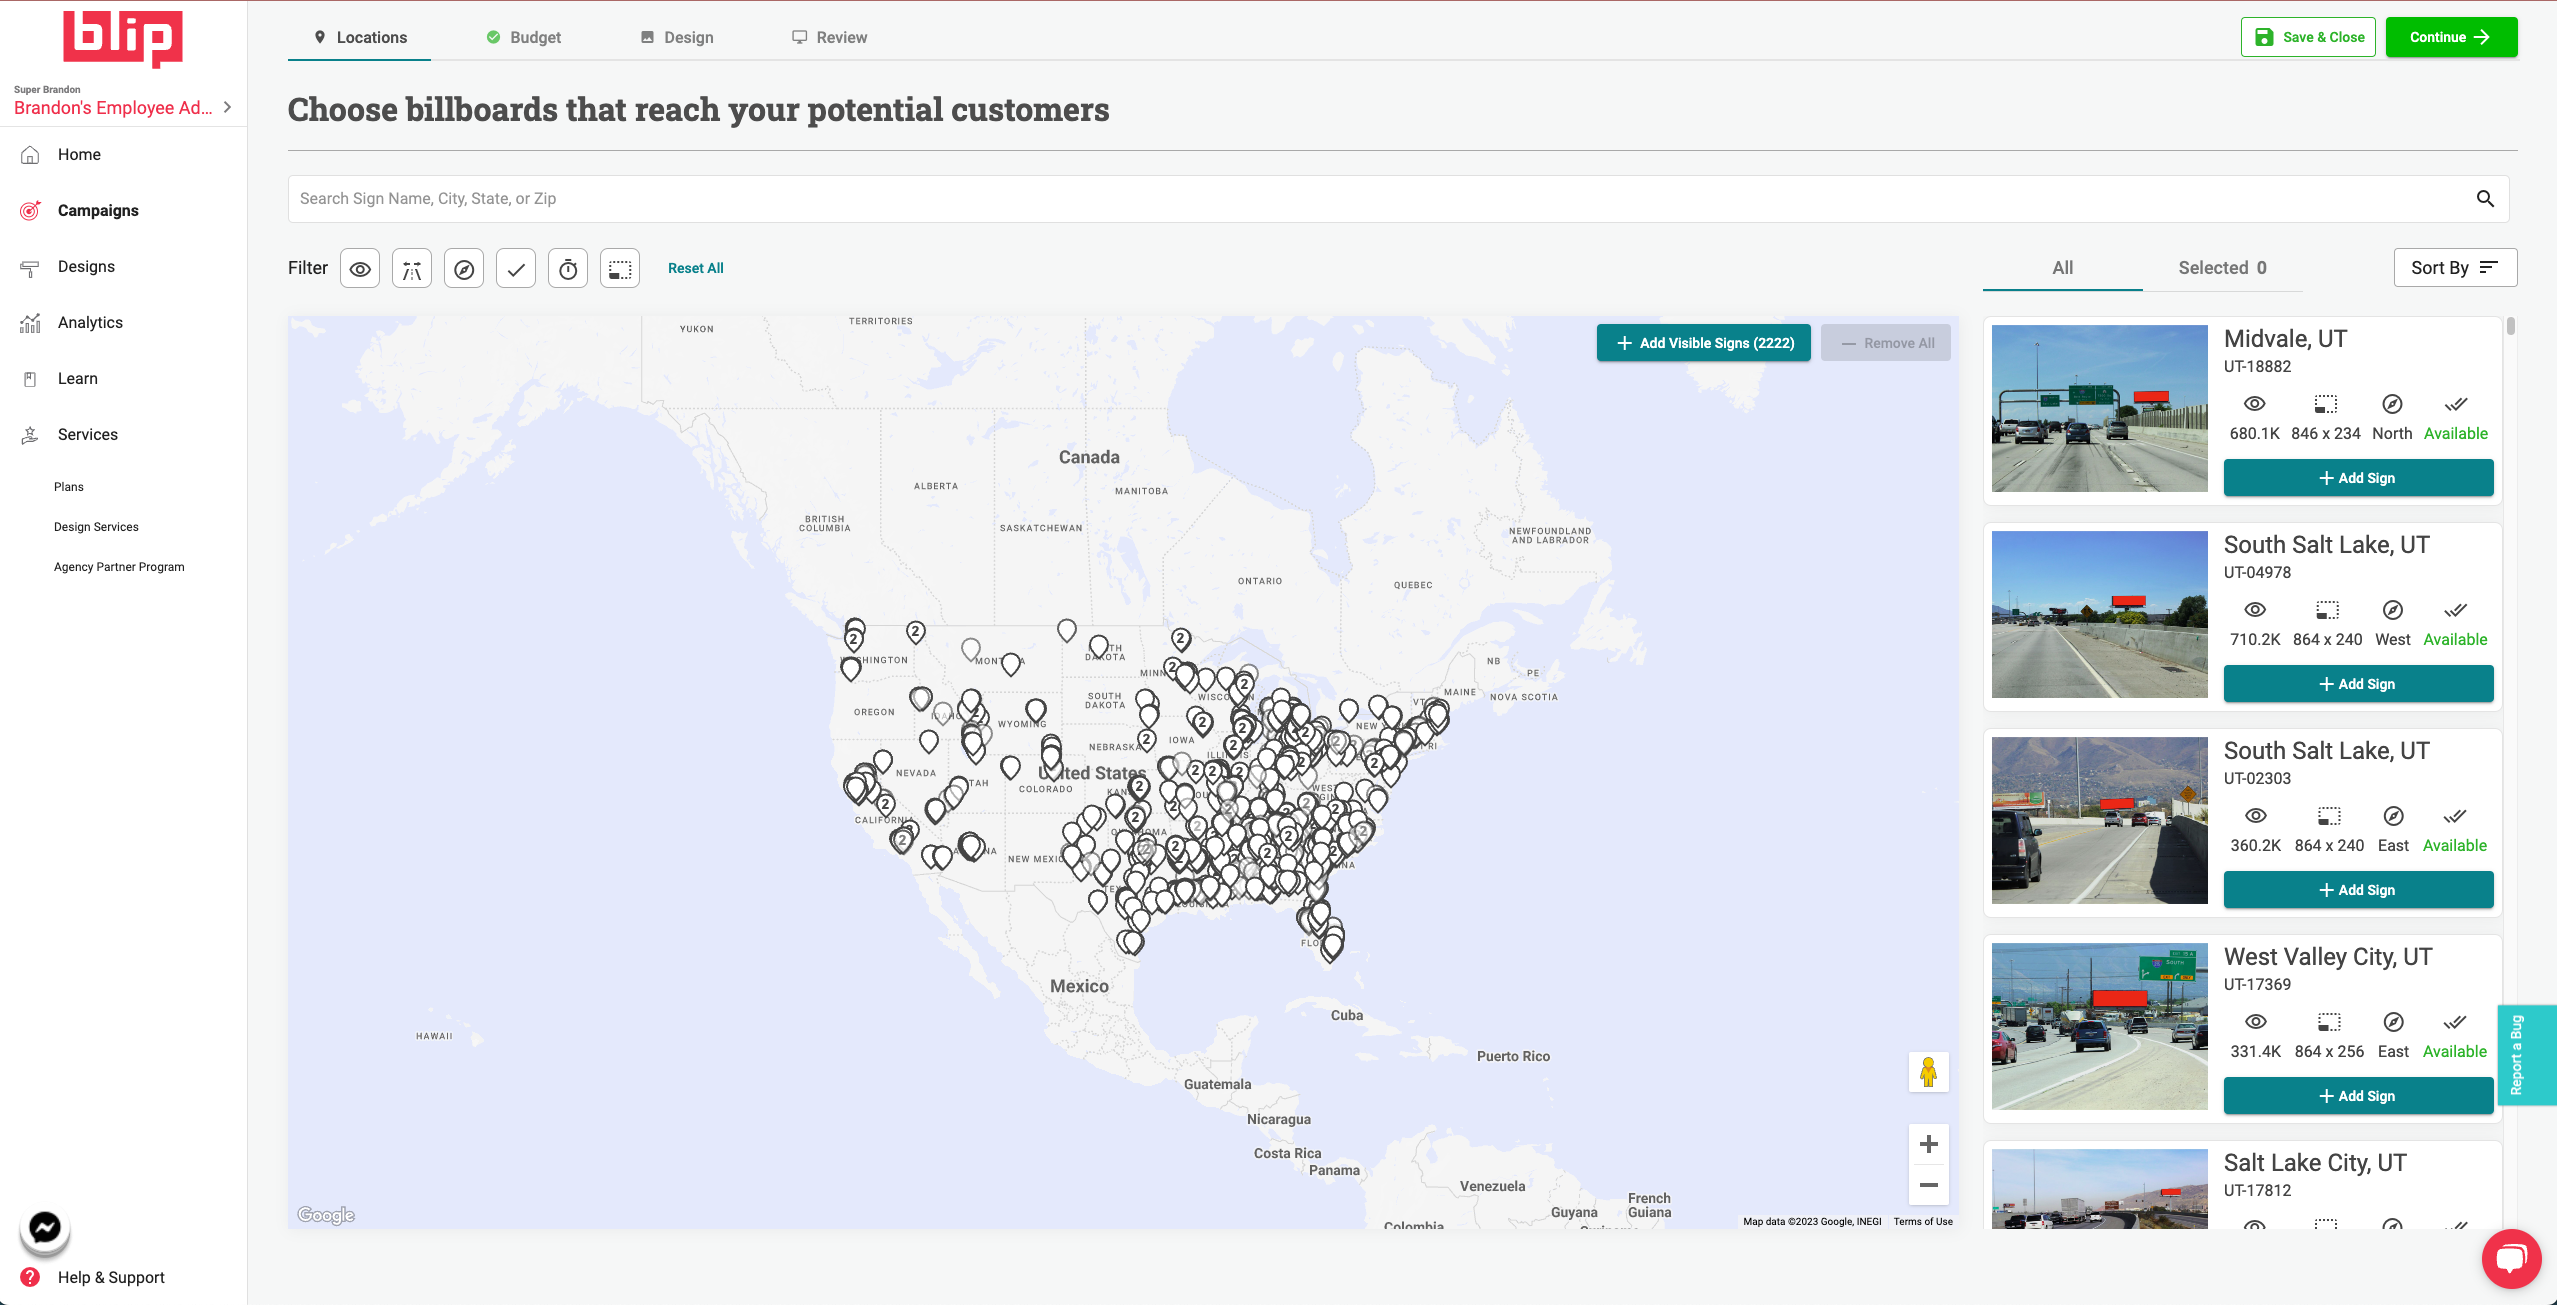 blip
Super Brandon
Brandon's Employee Ad...
Home
Campaigns
Designs
Analytics
Learn
Services
Plans
Design Services
Agency Partner Program
Help & Support
Locations
Budget
Design
Review
Save & Close
Continue
Choose billboards that reach your potential customers
Search Sign Name, City, State, or Zip
Filter
Reset All
All
Selected 0
Sort By
Add Visible Signs (2222)
Remove All
YUKON
TERRITORIES
Canada
ALBERTA
MANITOBA
BRITISH
COLUMBIA
SASKATCHEWAN
NEWFOUNDLAND
AND LABRADOR
ONTARIO
QUEBEC
NB
PE
MAINE
NOVA SCOTIA
SOUTH
DAKOTA
OREGON
WYOMING
NEBRASKA
IOWA
NEVADA
United States
COLORADO
NEW MEXIC
Mexico
Cuba
HAWAII
Puerto Rico
Guatemala
Nicaragua
Costa Rica
Panama
Venezuela
French
Guiana
Guyana
Colombia
Google
Map data ©2023 Google, INEGI
Terms of Use
Midvale, UT
UT-18882
680.1K
846 x 234
North
Available
Add Sign
South Salt Lake, UT
UT-04978
710.2K
864 x 240
West
Available
Add Sign
South Salt Lake, UT
UT-02303
360.2K
864 x 240
East
Available
Add Sign
West Valley City, UT
UT-17369
331.4K
864 x 256
East
Available
Add Sign
Salt Lake City, UT
UT-17812
Report a Bug